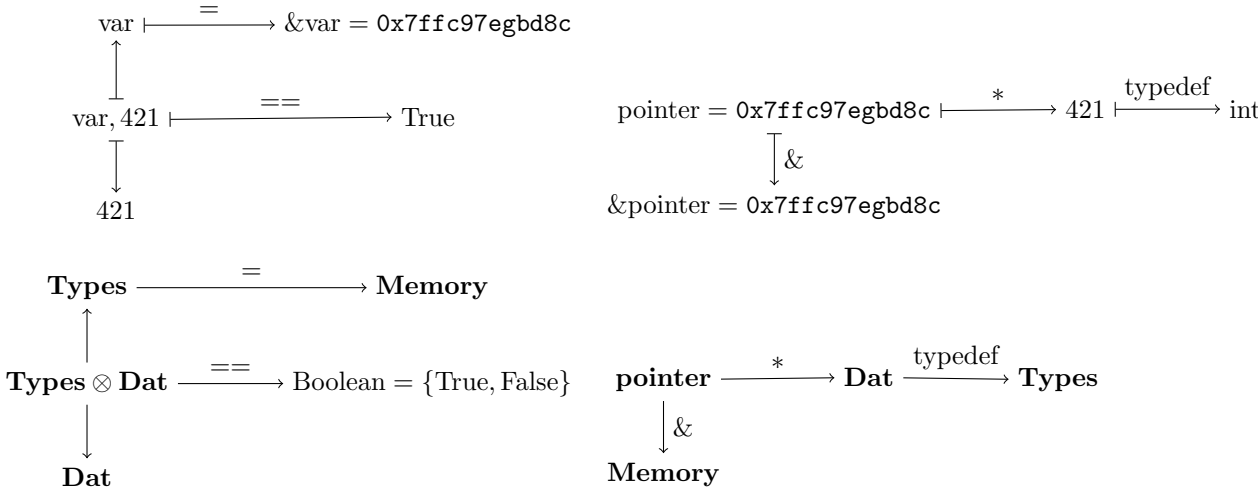 =
var &var = 0x7ffc97egbd8c
== 
var, 421 True
421
* typedef
pointer = 0x7ffc97egbd8c 421 int
&
&pointer = 0x7ffc97egbd8c
=
Types Memory
==
Types ⊗ Dat Boolean = {True, False}
Dat
* typedef
pointer Dat Types
&
Memory